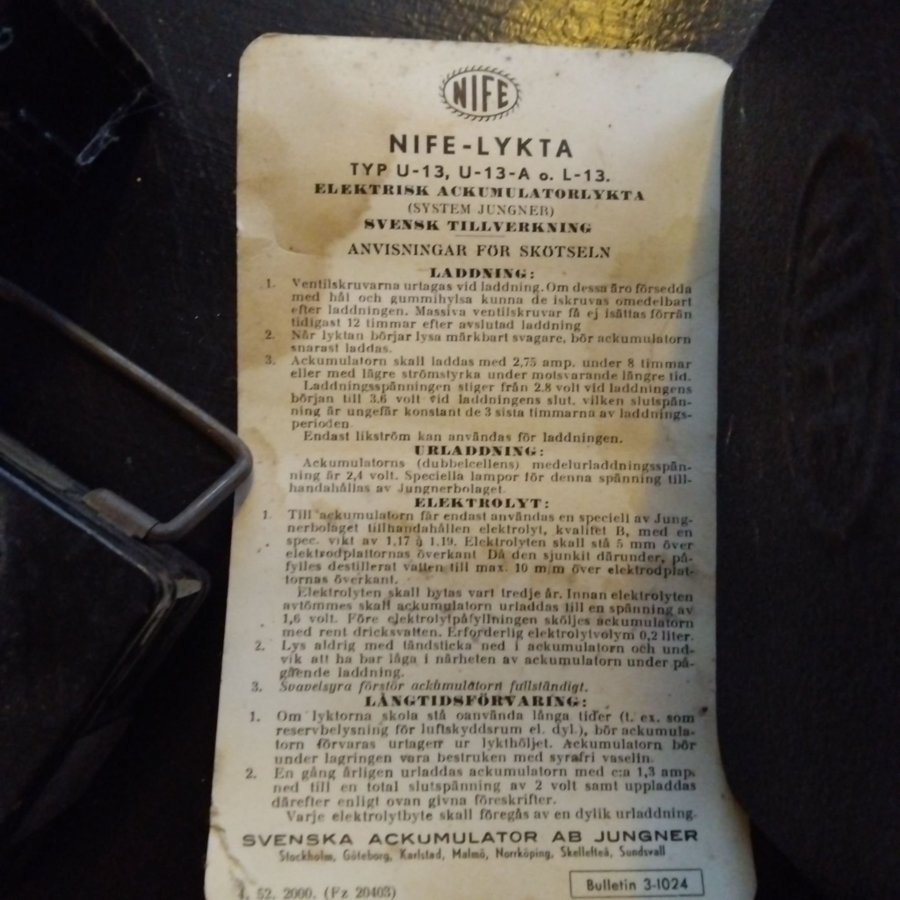 NIFE
NIFE-LYKTA
TYP U-13, U-13-A o. L-13.
ELEKTRISK ACKUMULATORLYKTA
(SYSTEM JUNGNER)
SVENSK TILLVERKNING
ANVISNINGAR FÖR SKÖTSELN
LADDNING:
1. Ventilskruvarna urtagas vid laddning. Om dessa äro försedda
med hål och gummihylsa kunna de iskruvas omedelbart
efter laddningen. Massiva ventilskruvar få ej isättas förrän
tidigast 12 timmar efter avslutad laddning
2. När lyktan börjar lysa märkbart svagare, bör ackumulatorn
snarast laddas.
3. Ackumulatorn skall laddas med 2,75 amp. under 8 timmar
eller med lägre strömstyrka under motsvarande längre tid.
Laddningsspänningen stiger från 2.8 volt vid laddningens
början till 3.6 volt vid laddningens slut, vilken slutspän-
ning är ungefär konstant de 3 sista timmarna av laddnings-
perioden
Endast likström kan användas för laddningen.
URLADDNING:
Ackumulatorns (dubbelcellens) medelurladdningsspän-
ning är 2,4 volt. Speciella lampor för denna spänning till-
handahållas av Jungnerbolaget.
ELEKTROLYT:
1. Till ackumulatorn får endast användas en speciell av Jung-
nerbolaget tillhandahållen elektrolyt, kvalitet B, med en
spec. vikt av 1,17 à 1,19. Elektrolyten skall stå 5 mm över
elektrodplattornas överkant Då den sjunkit därunder, på-
fylles destillerat vatten till max. 10 mm över elektrodplat-
tornas överkant.
Elektrolyten skall bytas vart tredje år. Innan elektrolyten
avtömmes skall ackumulatorn urladdas till en spänning av
1,6 volt. Före elektrolytpåfyllningen sköljes ackumulatorn
med rent dricksvatten. Erforderlig elektrolytvolym 0,2 liter.
2. Lys aldrig med tändsticka ned i ackumulatorn och und-
vik att ha bar låga i närheten av ackumulatorn under på-
gående laddning.
3. Svavelsyra förstör ackumulatorn fullständigt.
LÅNGTIDSFÖRVARING:
1. Om lyktorna skola stå oanvända långa tider (t. ex. som
reservbelysning för luftskyddsrum el. dyl.), bör ackumula-
torn förvaras urtagen ur lykthöljet. Ackumulatorn bör
under lagringen vara bestruken med syrafri vaselin.
2. En gång årligen urladdas ackumulatorn med c:a 1,3 amp.
ned till en total slutspänning av 2 volt samt uppladdas
därefter enligt ovan givna föreskrifter.
Varje elektrolytbyte skall föregås av en dylik urladdning.
SVENSKA ACKUMULATOR AB JUNGNER
Stockholm, Göteborg, Karlstad, Malmö, Norrköping, Skellefteå, Sundsvall
4. 52. 2000. (Fz 20403)
Bulletin 3-1024